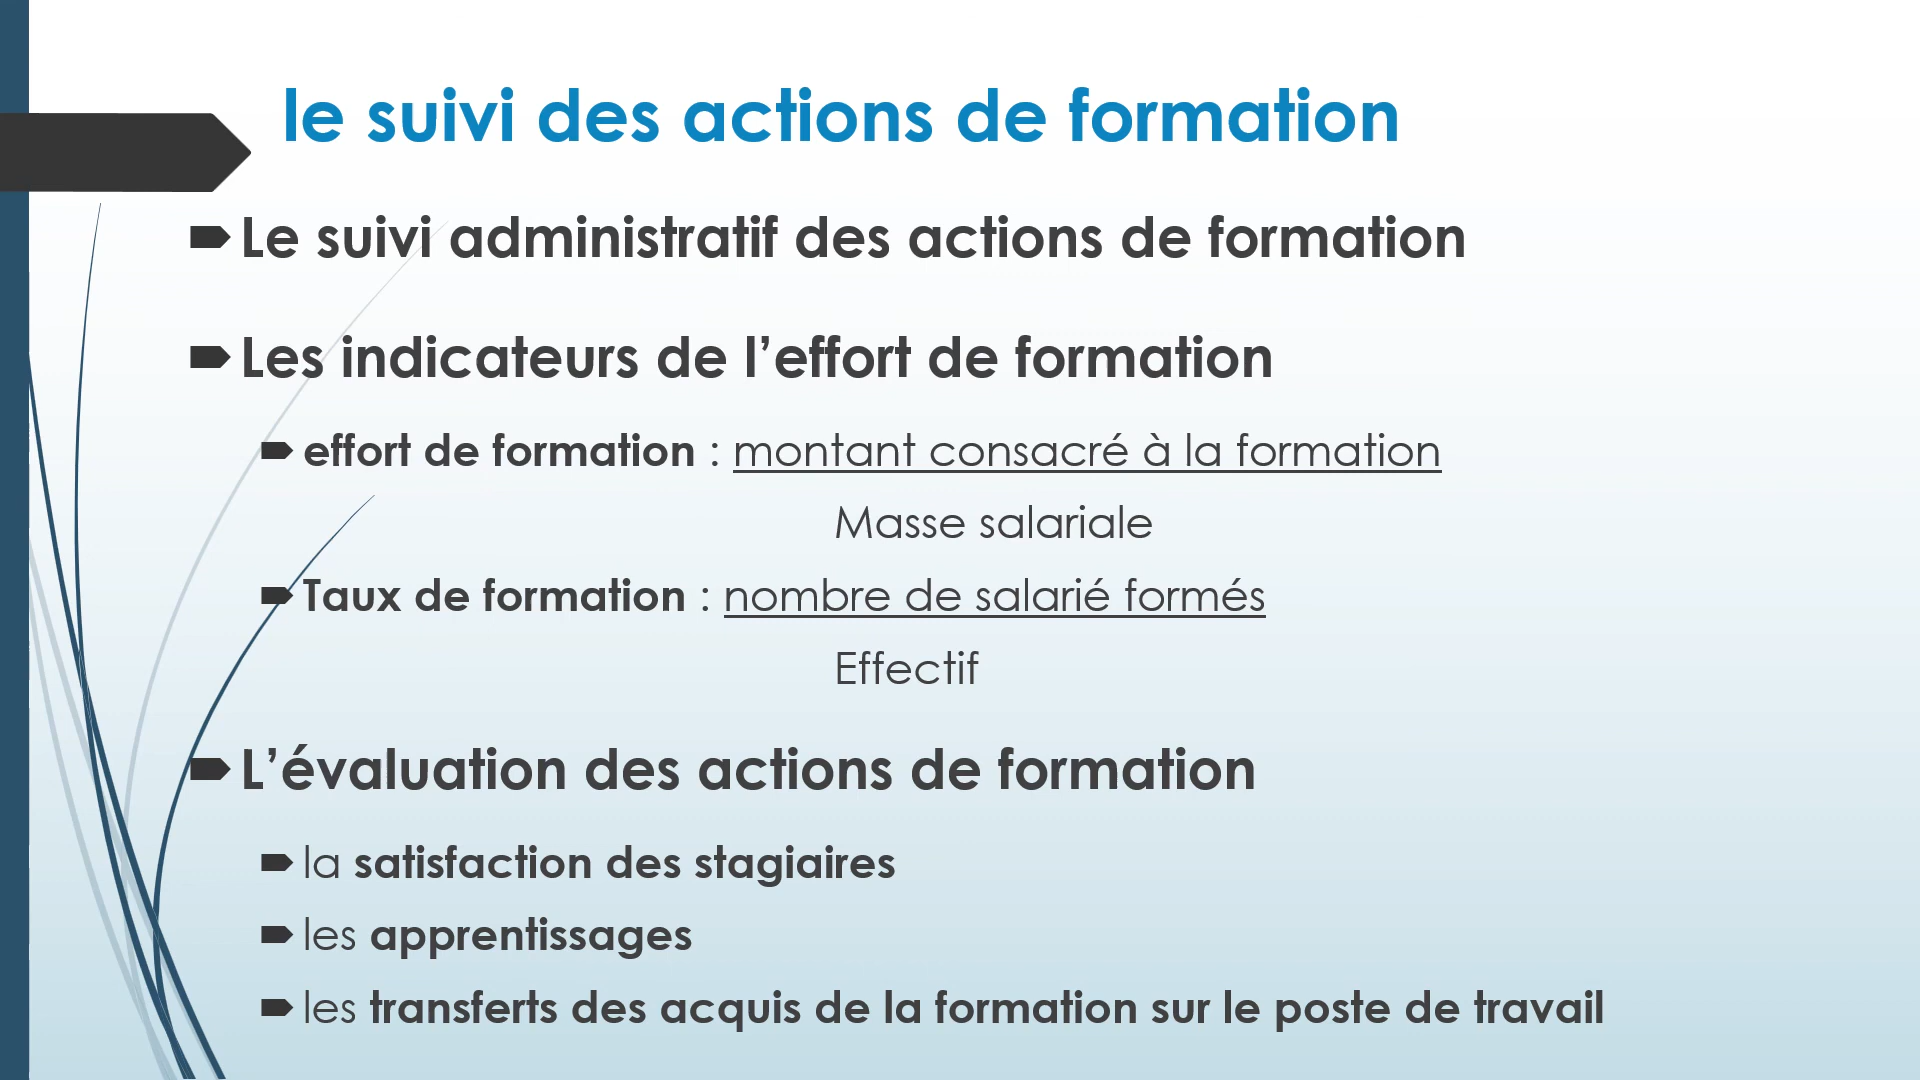 le suivi des actions de formation
Le suivi administratif des actions de formation
Les indicateurs de l’effort de formation
effort de formation : montant consacré à la formation
Masse salariale
Taux de formation : nombre de salarié formés
Effectif
L’évaluation des actions de formation
la satisfaction des stagiaires
les apprentissages
les transferts des acquis de la formation sur le poste de travail